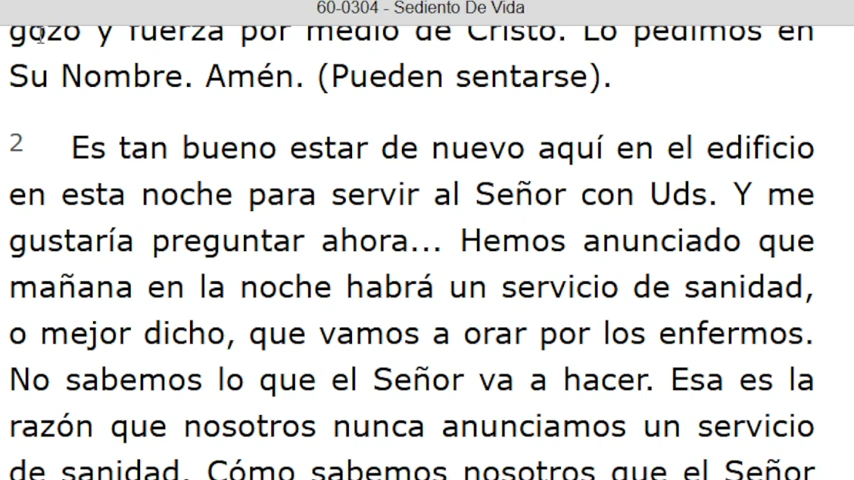 60-0304 - Sediento De Vida
gozo y fuerza por medio de Cristo. Lo pedimos en
Su Nombre. Amén. (Pueden sentarse).
2 Es tan bueno estar de nuevo aquí en el edificio
en esta noche para servir al Señor con Uds. Y me
gustaría preguntar ahora... Hemos anunciado que
mañana en la noche habrá un servicio de sanidad,
o mejor dicho, que vamos a orar por los enfermos.
No sabemos lo que el Señor va a hacer. Esa es la
razón que nosotros nunca anunciamos un servicio
de sanidad. Cómo sabemos nosotros que el Señor